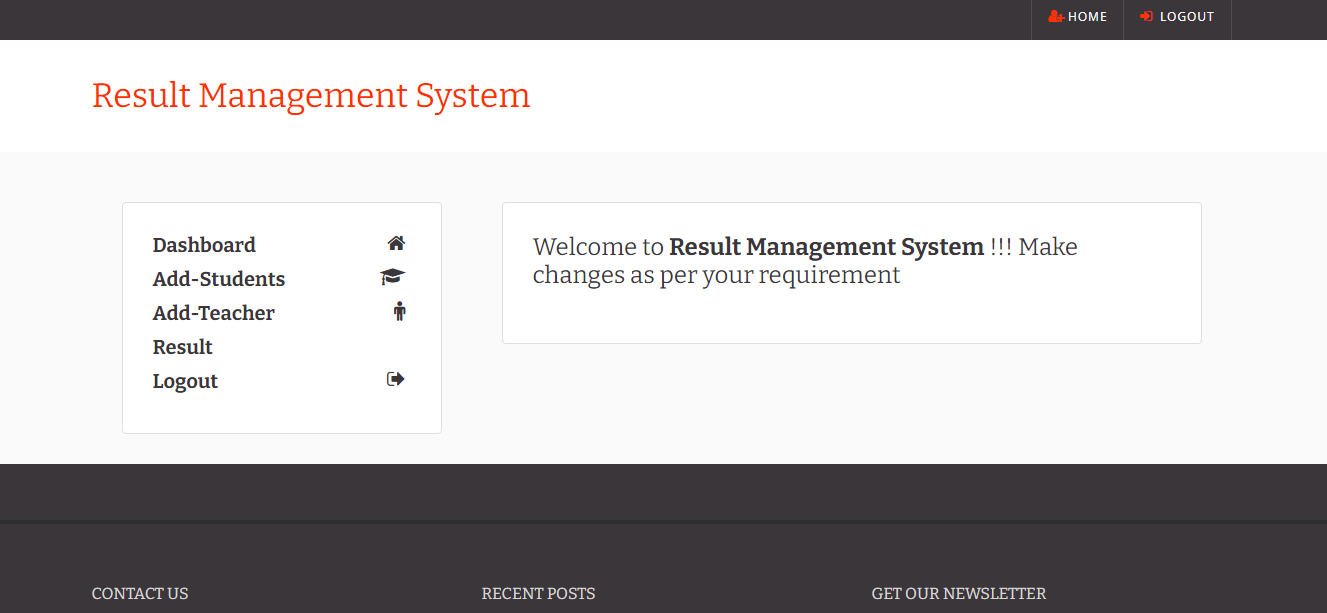 HOME
LOGOUT
Result Management System
Dashboard
Add-Students
Add-Teacher
Result
Logout
Welcome to Result Management System !!! Make
changes as per your requirement
CONTACT US
RECENT POSTS
GET OUR NEWSLETTER